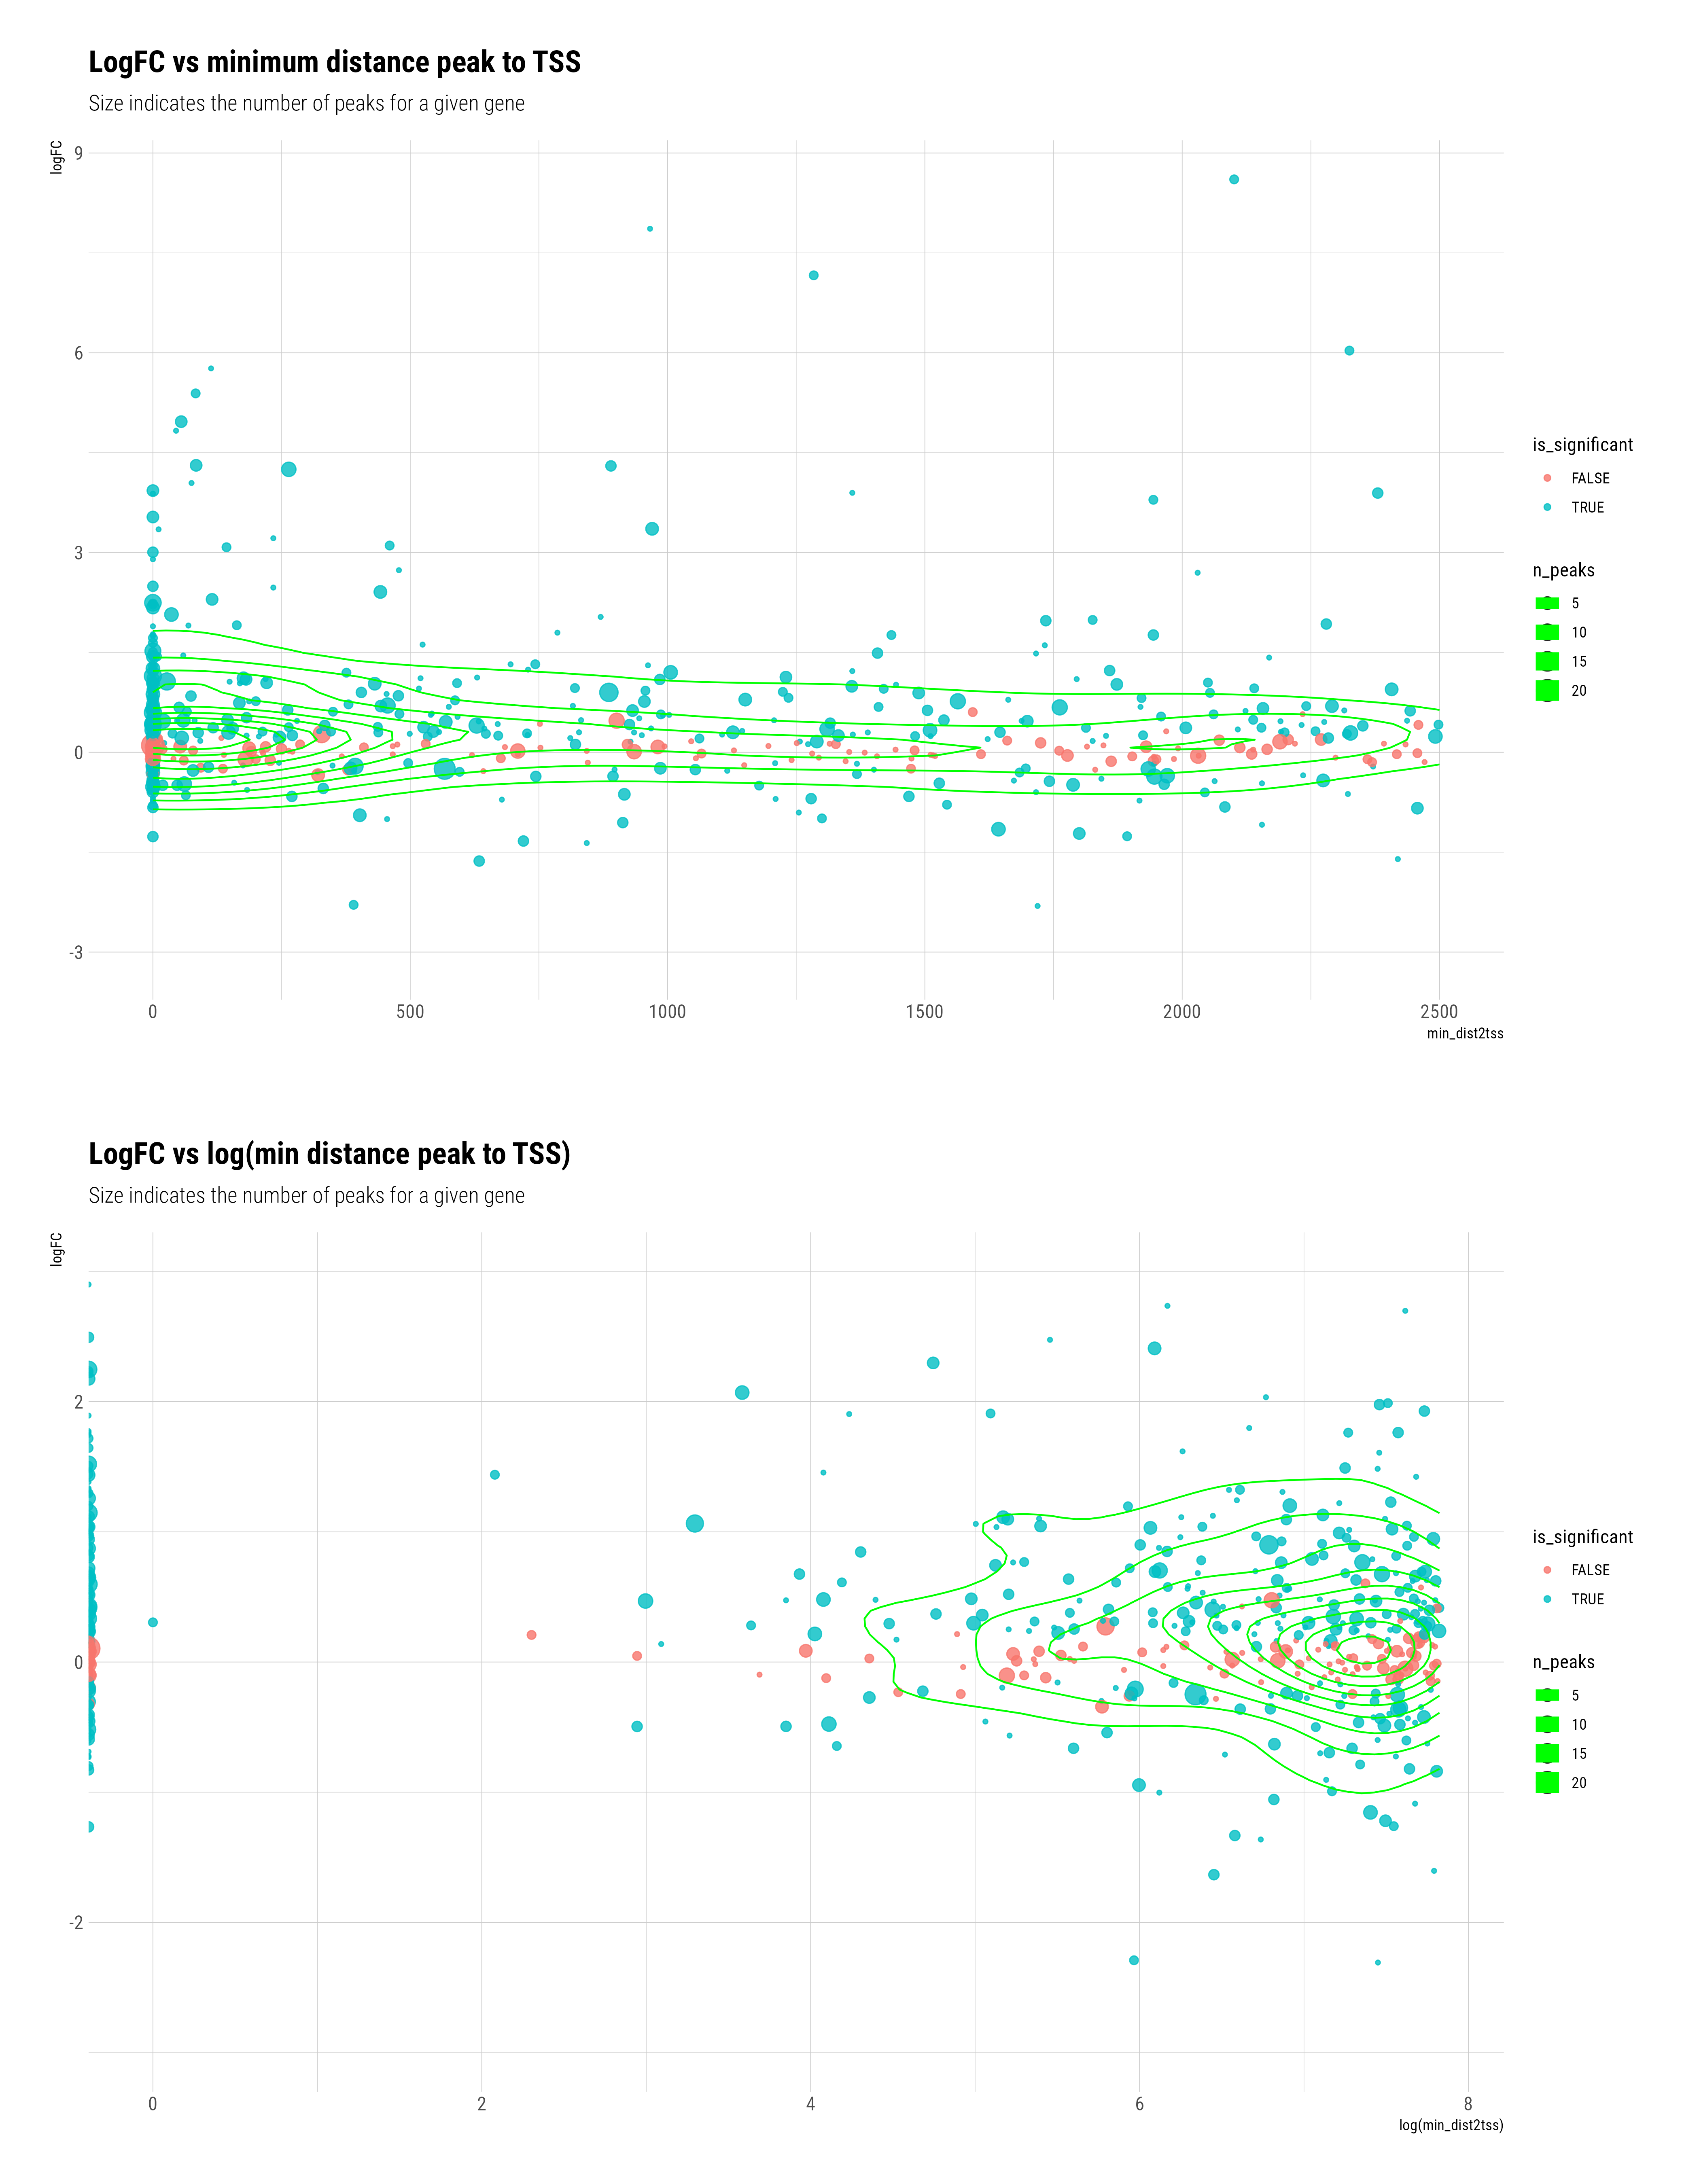 LogFC vs minimum distance peak to TSS
Size indicates the number of peaks for a given gene
logFC
9
6
3
0
-3
0 500 1000 1500 2000 2500
min_dist2tss
is_significant
FALSE
TRUE
n_peaks
5
10
15
20
LogFC vs log(min distance peak to TSS)
Size indicates the number of peaks for a given gene
logFC
2
0
-2
0 2 4 6 8
log(min_dist2tss)
is_significant
FALSE
TRUE
n_peaks
5
10
15
20